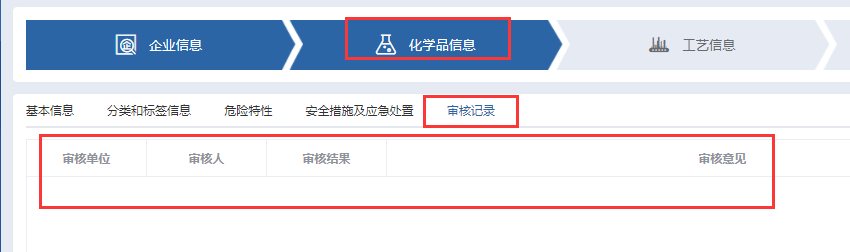 企业信息 化学品信息 工艺信息
基本信息 分类和标签信息 危险特性 安全措施及应急处置 审核记录
审核单位 审核人 审核结果 审核意见